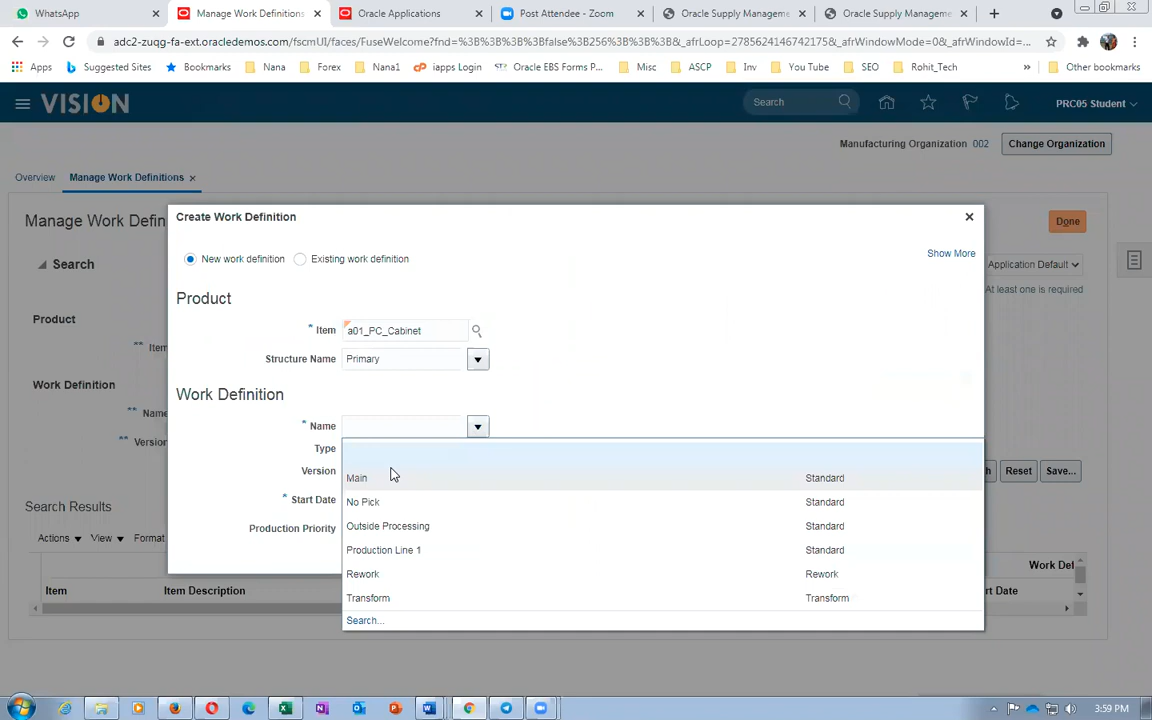 WhatsApp
Manage Work Definitions
Oracle Applications
Post Attendee - Zoom
Oracle Supply Manageme
Oracle Supply Manageme
adc2-zuqg-fa-ext.oracledemos.com/fscmUI/faces/FuseWelcome?fnd=%3B%3B%3B%3Bfalse%3B256%3B%3B%3B&_afrLoop=2785624146742175&_afrWindowMode=0&_afrWindowId=...
Apps
Suggested Sites
Bookmarks
Nana
Forex
Nana1
iapps Login
Oracle EBS Forms P...
Misc
ASCP
Inv
You Tube
SEO
Rohit_Tech
»
Other bookmarks
VISION
Search
PRC05 Student
Manufacturing Organization 002
Change Organization
Overview
Manage Work Definitions
Manage Work Defin
Done
Search
Application Default
At least one is required
Product
** Item
Work Definition
** Name
** Version
Create Work Definition
New work definition
Existing work definition
Show More
Product
* Item a01_PC_Cabinet
Structure Name Primary
Work Definition
* Name
Type
Version
* Start Date
Production Priority
Main Standard
No Pick Standard
Outside Processing Standard
Production Line 1 Standard
Rework Rework
Transform Transform
Search...
h
Reset
Save...
Search Results
Actions
View
Format
Work Def
Item
Item Description
rt Date
3:59 PM